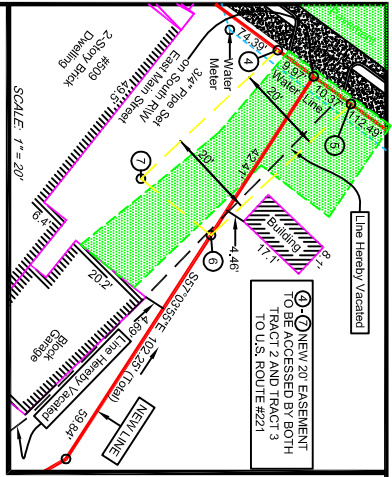 Line Hereby Vacated
④-⑦ NEW 20' EASEMENT
TO BE ACCESSED BY BOTH
TRACT 2 AND TRACT 3
TO U.S. ROUTE #221
112.49'
10.37'
9.97'
74.39'
Water Line
④
⑤
⑥
⑦
Water
Meter
3/4" Pipe Set
on South R/W
East Main Street
#509
2-Story Brick
Dwelling
49.5'
20'
20'
42.41'
4.46'
Building
8.1'
17.1'
6.4'
20.2'
4.69'
S57°03'55"E 102.25' (Total)
59.84'
NEW LINE
Line Hereby Vacated
Block
Garage
SCALE: 1" = 20'